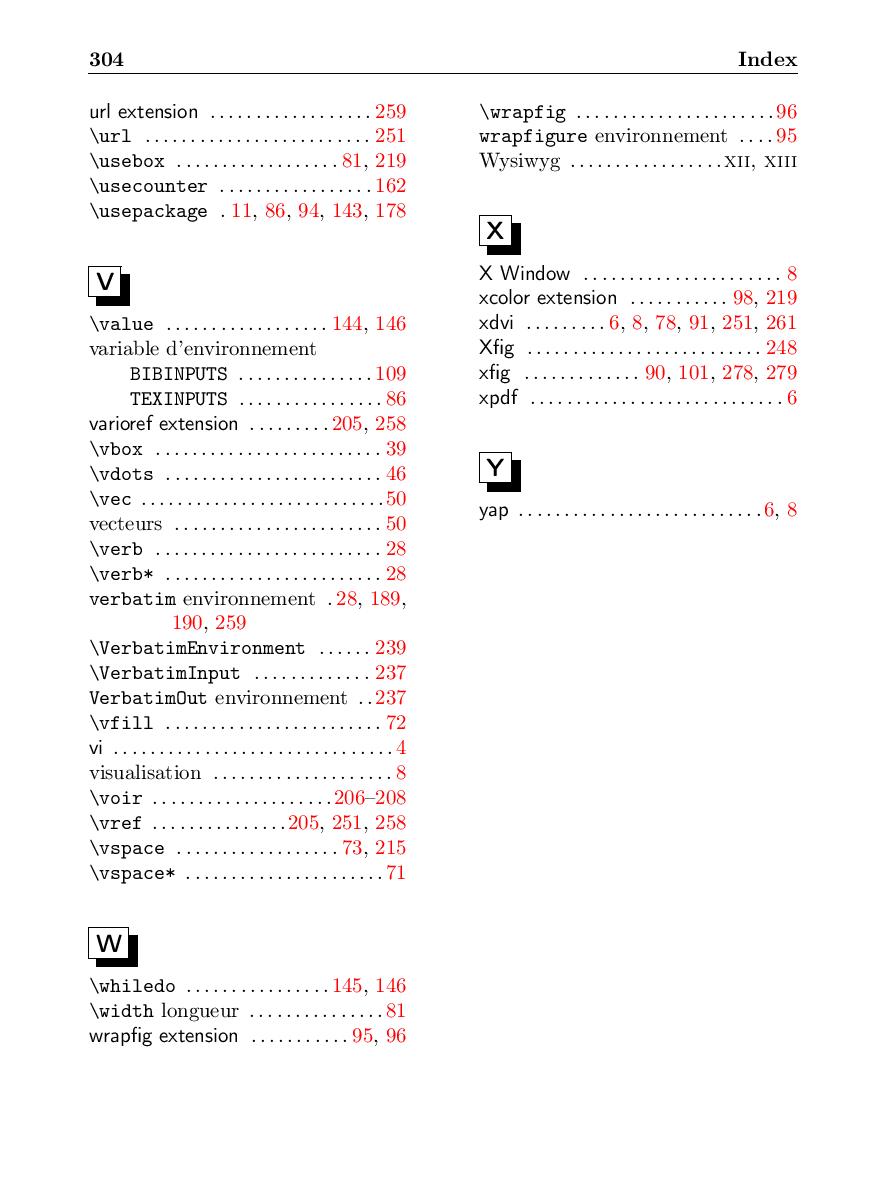 304 Index
url extension .................. 259
\url ......................... 251
\usebox .................. 81, 219
\usecounter ................. 162
\usepackage . 11, 86, 94, 143, 178
V
\value .................. 144, 146
variable d'environnement
BIBINPUTS ............... 109
TEXINPUTS ................ 86
varioref extension ......... 205, 258
\vbox ......................... 39
\vdots ........................ 46
\vec ........................... 50
vecteurs ....................... 50
\verb ......................... 28
\verb* ........................ 28
verbatim environnement . 28, 189,
190, 259
\VerbatimEnvironment ...... 239
\VerbatimInput ............. 237
VerbatimOut environnement .. 237
\vfill ........................ 72
vi ............................... 4
visualisation .................... 8
\voir .................... 206–208
\vref ............... 205, 251, 258
\vspace .................. 73, 215
\vspace* ...................... 71
W
\whiledo ................ 145, 146
\width longueur ............... 81
wrapfig extension ........... 95, 96
\wrapfig ...................... 96
wrapfigure environnement .... 95
Wysiwyg ................. XII, XIII
X
X Window ...................... 8
xcolor extension ........... 98, 219
xdvi ......... 6, 8, 78, 91, 251, 261
Xfig .......................... 248
xfig ............. 90, 101, 278, 279
xpdf ............................ 6
Y
yap ........................... 6, 8